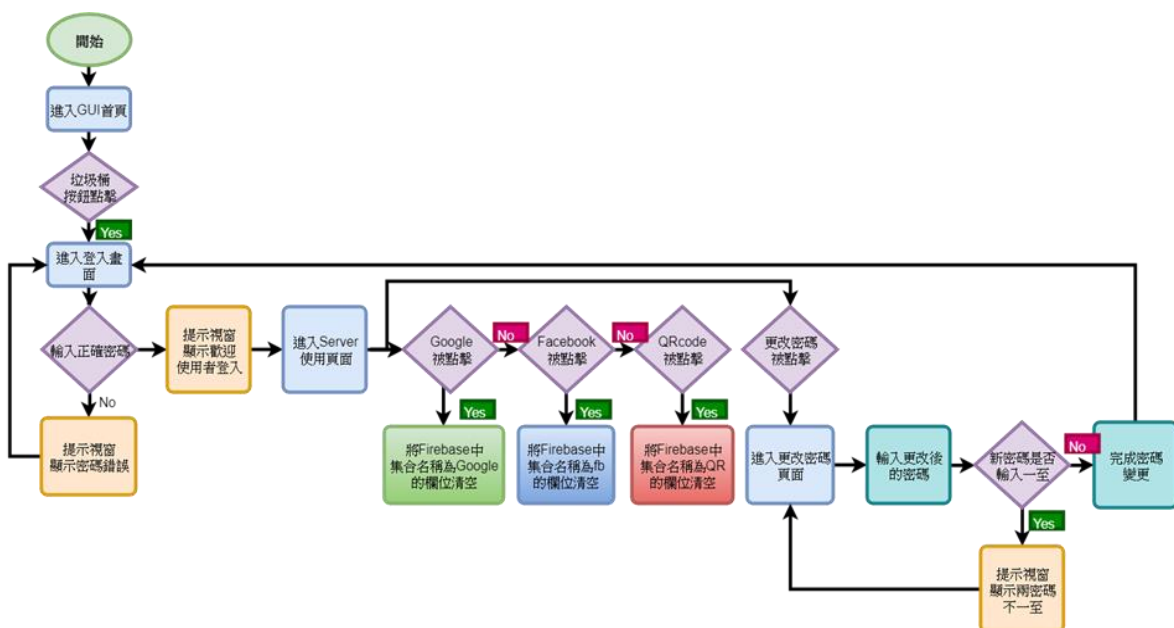 開始
進入GUI首頁
垃圾桶
按鈕點擊
Yes
進入登入畫
面
輸入正確密碼
No
提示視窗
顯示密碼錯誤
提示視窗
顯示歡迎
使用者登入
進入Server
使用頁面
Google
被點擊
No
Facebook
被點擊
No
QRcode
被點擊
更改密碼
被點擊
Yes
Yes
Yes
將Firebase中
集合名稱為Google
的欄位清空
將Firebase中
集合名稱為fb
的欄位清空
將Firebase中
集合名稱為QR
的欄位清空
進入更改密碼
頁面
輸入更改後
的密碼
新密碼是否
輸入一至
No
完成密碼
變更
Yes
提示視窗
顯示兩密碼
不一至